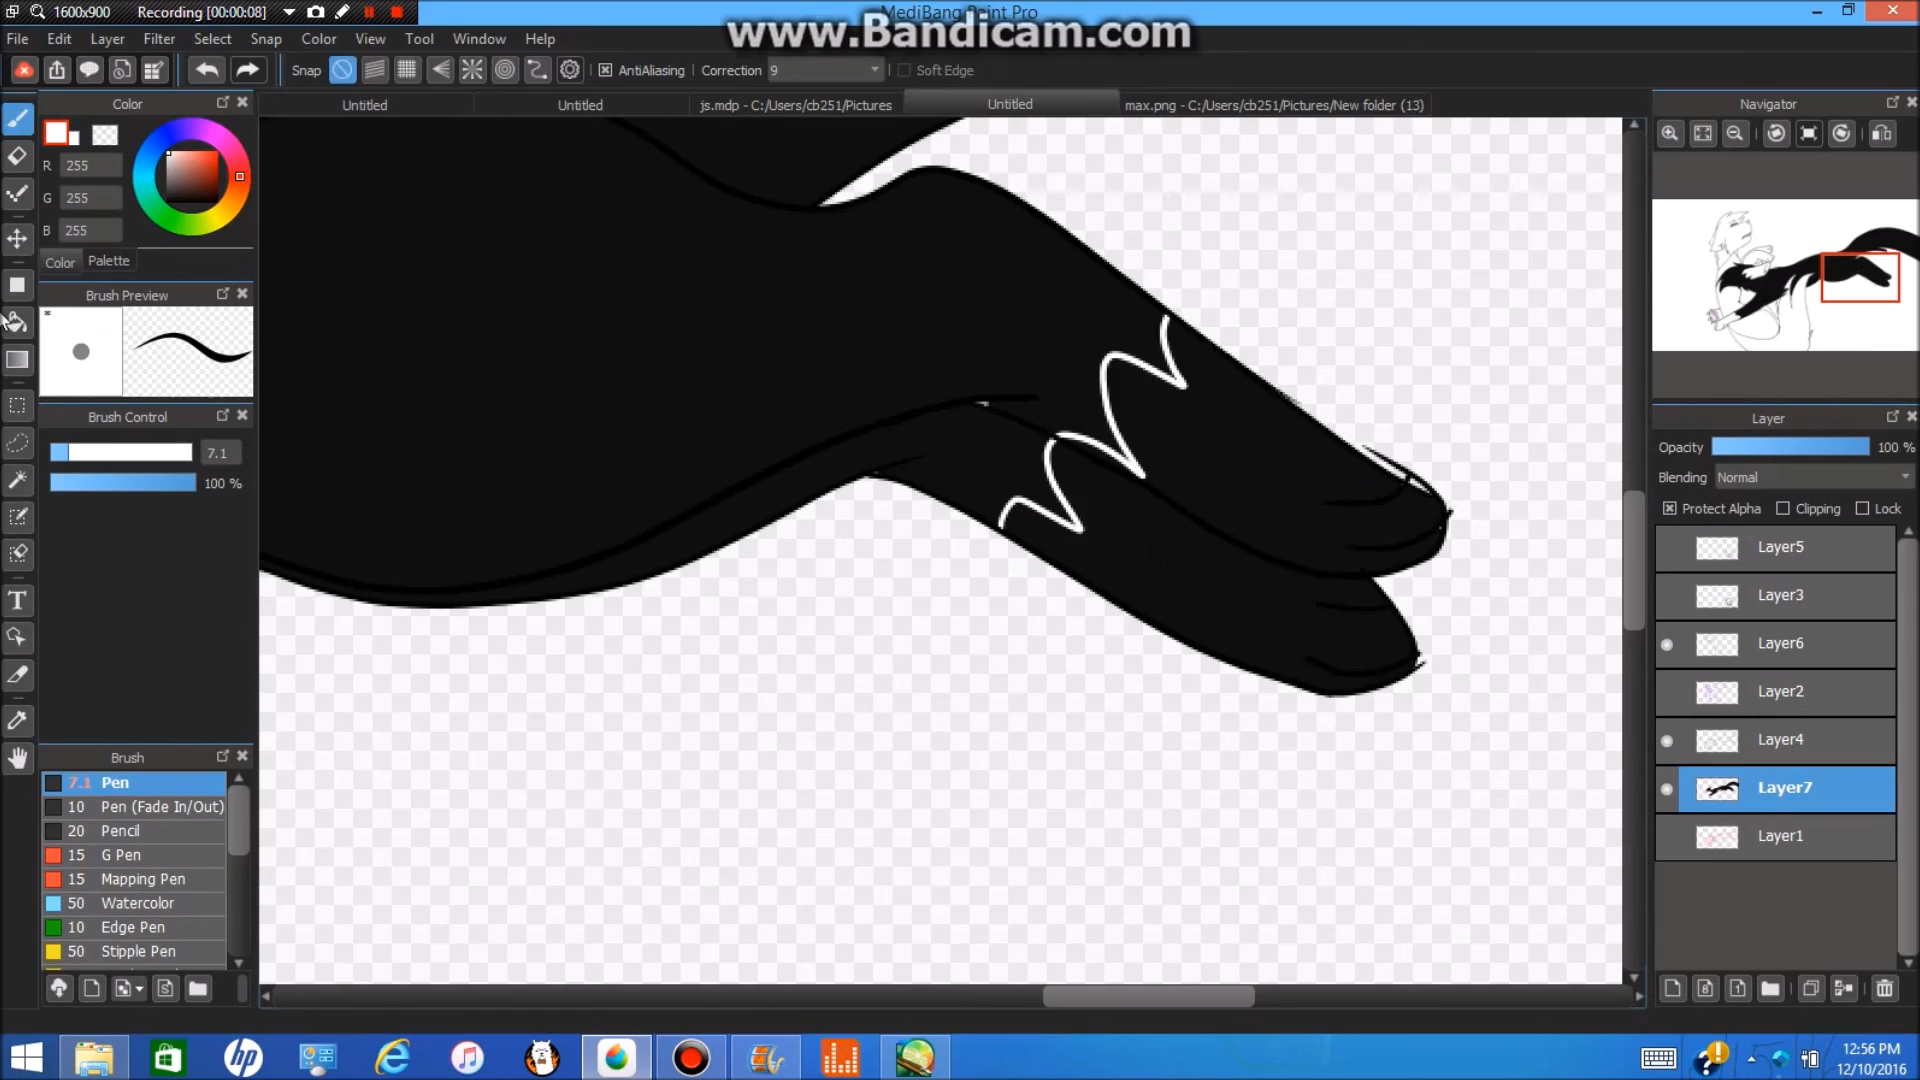 1600x900 Recording [00:00:08]
MediBang Paint Pro
www.Bandicam.com
File Edit Layer Filter Select Snap Color View Tool Window Help
Snap AntiAliasing Correction 9 Soft Edge
Color
Untitled Untitled js.mdp - C:/Users/cb251/Pictures Untitled max.png - C:/Users/cb251/Pictures/New folder (13)
Navigator
R 255
G 255
B 255
Color Palette
Brush Preview
*
Brush Control
7.1
100 %
Layer
Opacity 100 %
Blending Normal
Protect Alpha Clipping Lock
Layer5
Layer3
Layer6
Layer2
Layer4
Layer7
Layer1
Brush
7.1 Pen
10 Pen (Fade In/Out)
20 Pencil
15 G Pen
15 Mapping Pen
50 Watercolor
10 Edge Pen
50 Stipple Pen
12:56 PM
12/10/2016